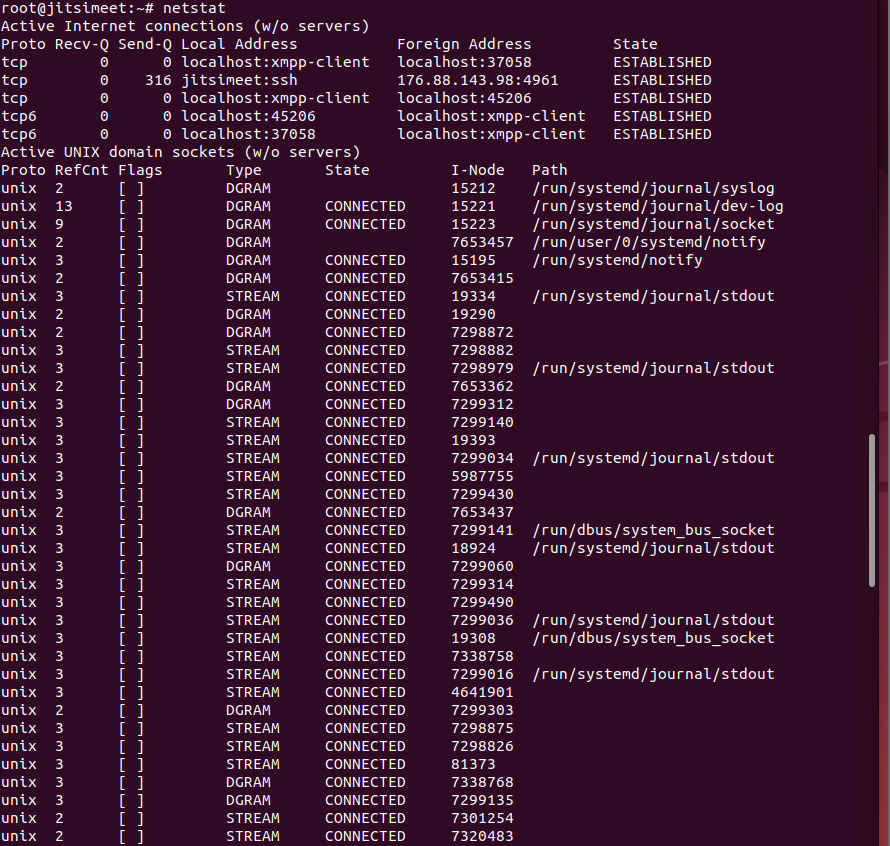 root@jitsimeet:~# netstat
Active Internet connections (w/o servers)
Proto Recv-Q Send-Q Local Address           Foreign Address         State
tcp        0      0 localhost:xmpp-client   localhost:37058         ESTABLISHED
tcp        0    316 jitsimeet:ssh           176.88.143.98:4961      ESTABLISHED
tcp        0      0 localhost:xmpp-client   localhost:45206         ESTABLISHED
tcp6       0      0 localhost:45206         localhost:xmpp-client   ESTABLISHED
tcp6       0      0 localhost:37058         localhost:xmpp-client   ESTABLISHED
Active UNIX domain sockets (w/o servers)
Proto RefCnt Flags       Type       State         I-Node   Path
unix  2      [ ]         DGRAM                    15212    /run/systemd/journal/syslog
unix  13     [ ]         DGRAM      CONNECTED     15221    /run/systemd/journal/dev-log
unix  9      [ ]         DGRAM      CONNECTED     15223    /run/systemd/journal/socket
unix  2      [ ]         DGRAM                    7653457  /run/user/0/systemd/notify
unix  3      [ ]         DGRAM      CONNECTED     15195    /run/systemd/notify
unix  2      [ ]         DGRAM      CONNECTED     7653415
unix  3      [ ]         STREAM     CONNECTED     19334    /run/systemd/journal/stdout
unix  2      [ ]         DGRAM      CONNECTED     19290
unix  2      [ ]         DGRAM      CONNECTED     7298872
unix  3      [ ]         STREAM     CONNECTED     7298882
unix  3      [ ]         STREAM     CONNECTED     7298979  /run/systemd/journal/stdout
unix  2      [ ]         DGRAM      CONNECTED     7653362
unix  3      [ ]         DGRAM      CONNECTED     7299312
unix  3      [ ]         STREAM     CONNECTED     7299140
unix  3      [ ]         STREAM     CONNECTED     19393
unix  3      [ ]         STREAM     CONNECTED     7299034  /run/systemd/journal/stdout
unix  3      [ ]         STREAM     CONNECTED     5987755
unix  3      [ ]         STREAM     CONNECTED     7299430
unix  2      [ ]         DGRAM      CONNECTED     7653437
unix  3      [ ]         STREAM     CONNECTED     7299141  /run/dbus/system_bus_socket
unix  3      [ ]         STREAM     CONNECTED     18924    /run/systemd/journal/stdout
unix  3      [ ]         DGRAM      CONNECTED     7299060
unix  3      [ ]         STREAM     CONNECTED     7299314
unix  3      [ ]         STREAM     CONNECTED     7299490
unix  3      [ ]         STREAM     CONNECTED     7299036  /run/systemd/journal/stdout
unix  3      [ ]         STREAM     CONNECTED     19308    /run/dbus/system_bus_socket
unix  3      [ ]         STREAM     CONNECTED     7338758
unix  3      [ ]         STREAM     CONNECTED     7299016  /run/systemd/journal/stdout
unix  3      [ ]         STREAM     CONNECTED     4641901
unix  2      [ ]         DGRAM      CONNECTED     7299303
unix  3      [ ]         STREAM     CONNECTED     7298875
unix  3      [ ]         STREAM     CONNECTED     7298826
unix  3      [ ]         STREAM     CONNECTED     81373
unix  3      [ ]         DGRAM      CONNECTED     7338768
unix  3      [ ]         DGRAM      CONNECTED     7299135
unix  2      [ ]         STREAM     CONNECTED     7301254
unix  2      [ ]         STREAM     CONNECTED     7320483